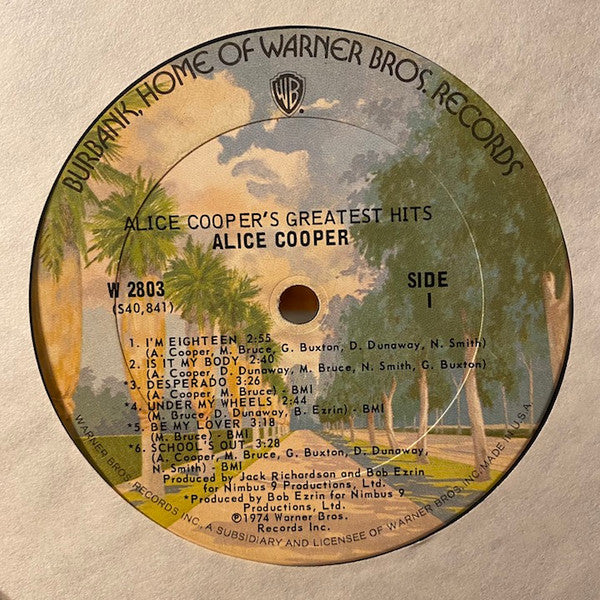 BURBANK, HOME OF WARNER BROS. RECORDS
WB
ALICE COOPER'S GREATEST HITS
ALICE COOPER
W 2803
(S40,841)
SIDE
1
1. I'M EIGHTEEN 2:55
(A. Cooper, M. Bruce, G. Buxton, D. Dunaway, N. Smith)
2. IS IT MY BODY 2:40
(A. Cooper, D. Dunaway, M. Bruce, N. Smith, G. Buxton)
*3. DESPERADO 3:26
(A. Cooper, M. Bruce) - BMI
*4. UNDER MY WHEELS 2:44
(M. Bruce, D. Dunaway, B. Ezrin) - BMI
*5. BE MY LOVER 3:18
(M. Bruce) - BMI
*6. SCHOOL'S OUT 3:28
(A. Cooper, M. Bruce, G. Buxton, D. Dunaway,
N. Smith) - BMI
Produced by Jack Richardson and Bob Ezrin
for Nimbus 9 Productions, Ltd.
*Produced by Bob Ezrin for Nimbus 9
Productions, Ltd.
Ⓟ1974 Warner Bros.
Records Inc.
WARNER BROS. RECORDS INC., A SUBSIDIARY AND LICENSEE OF WARNER BROS. INC. MADE IN U.S.A.